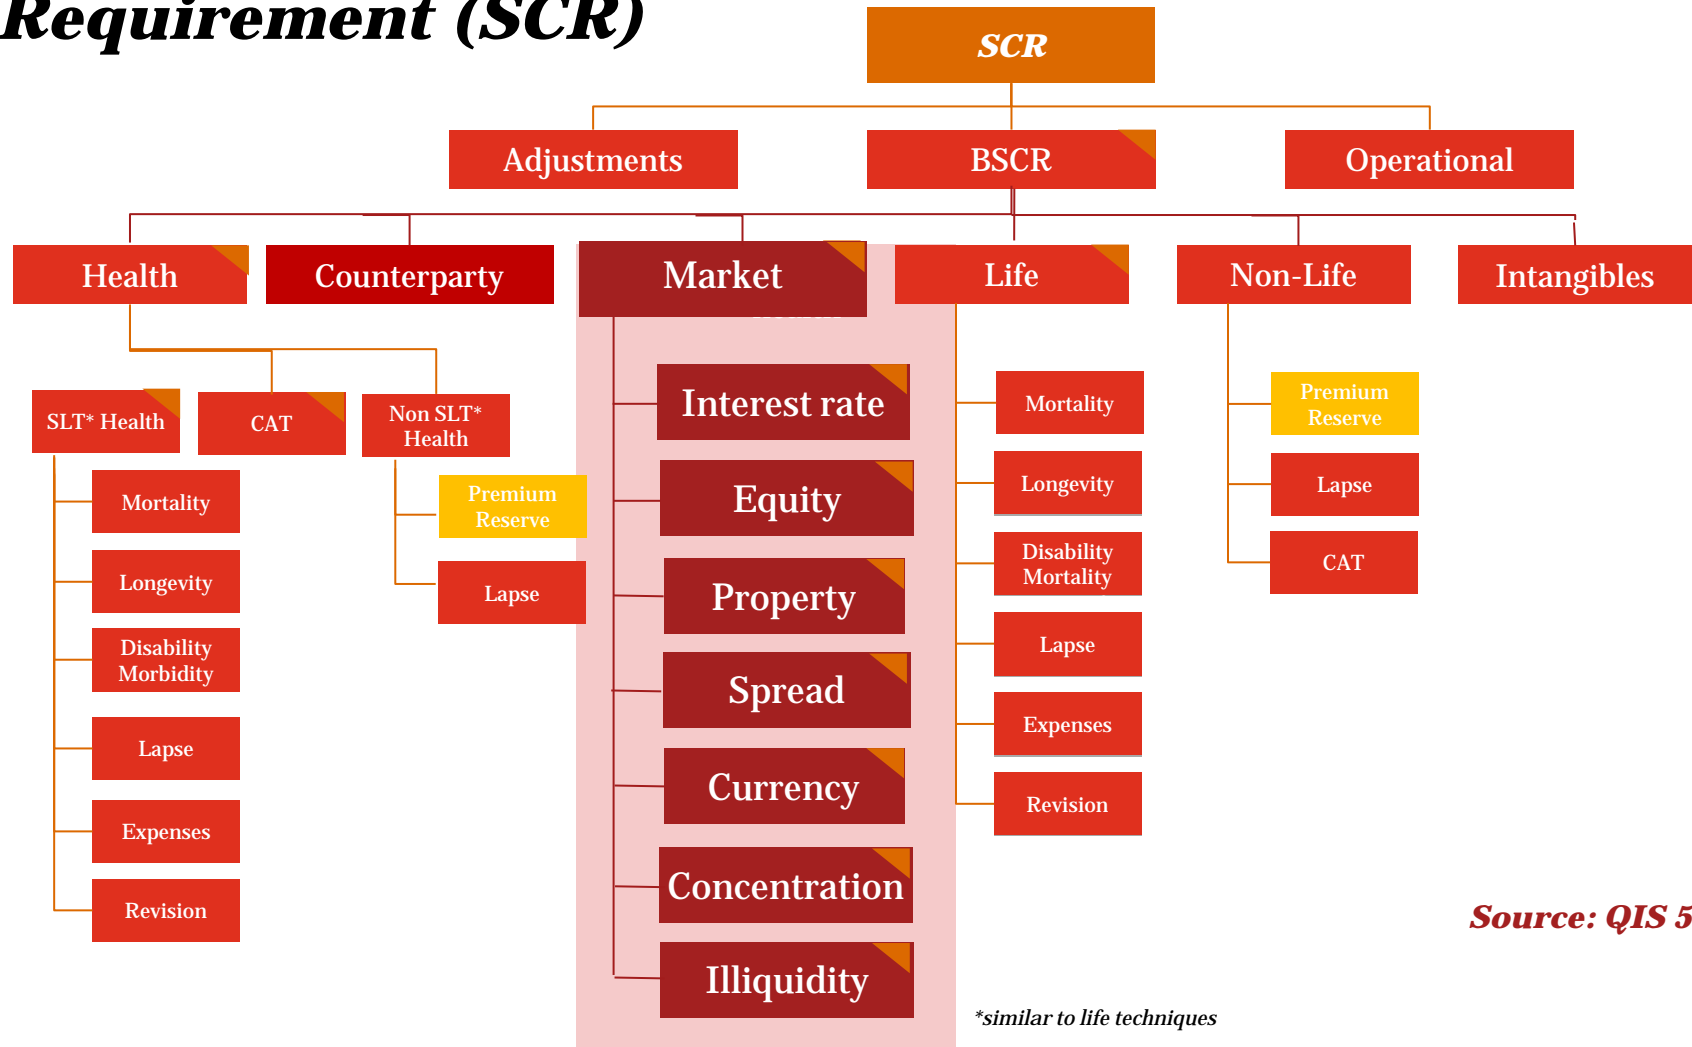 Requirement (SCR)
SCR
Adjustments
BSCR
Operational
Health
Counterparty
Market
Life
Non-Life
Intangibles
SLT* Health
CAT
Non SLT*
Health
Mortality
Longevity
Disability
Morbidity
Lapse
Expenses
Revision
Premium
Reserve
Lapse
Interest rate
Equity
Property
Spread
Currency
Concentration
Illiquidity
Mortality
Longevity
Disability
Mortality
Lapse
Expenses
Revision
Premium
Reserve
Lapse
CAT
Source: QIS 5
*similar to life techniques